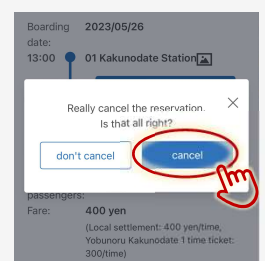 Boarding 2023/05/26
date:
13:00 01 Kakunodate Station
Really cancel the reservation.
Is that all right?
don't cancel cancel
passengers:
Fare: 400 yen
(Local settlement: 400 yen/time,
Yobunoru Kakunodate 1 time ticket:
300/time)